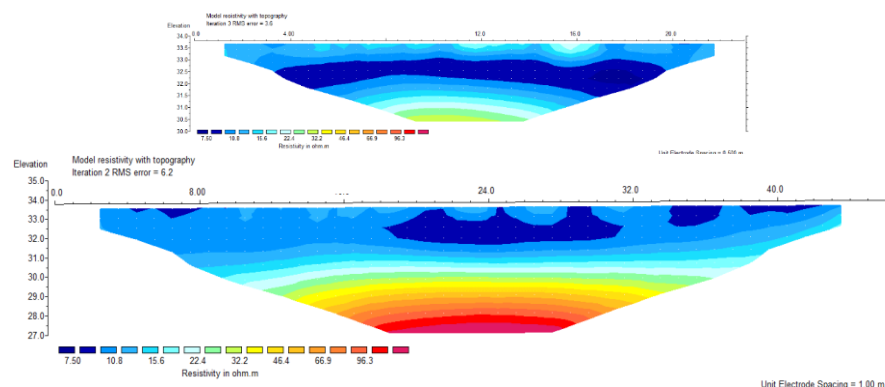 Model resistivity with topography
Iteration 3 RMS error = 3.6
Elevation
0.0 4.00 8.0 12.0 16.0 20.0
34.0
33.5
33.0
32.5
32.0
31.5
31.0
30.5
7.50 10.8 15.6 22.4 32.2 46.4 66.9 96.3
Resistivity in ohm.m
Unit Electrode Spacing = 0.500 m
Model resistivity with topography
Elevation
Iteration 2 RMS error = 6.2
35.0
0.0 8.00 24.0 32.0 40.0
34.0
33.0
32.0
31.0
30.0
29.0
28.0
27.0
7.50 10.8 15.6 22.4 32.2 46.4 66.9 96.3
Resistivity in ohm.m
Unit Electrode Spacing = 1.00 m